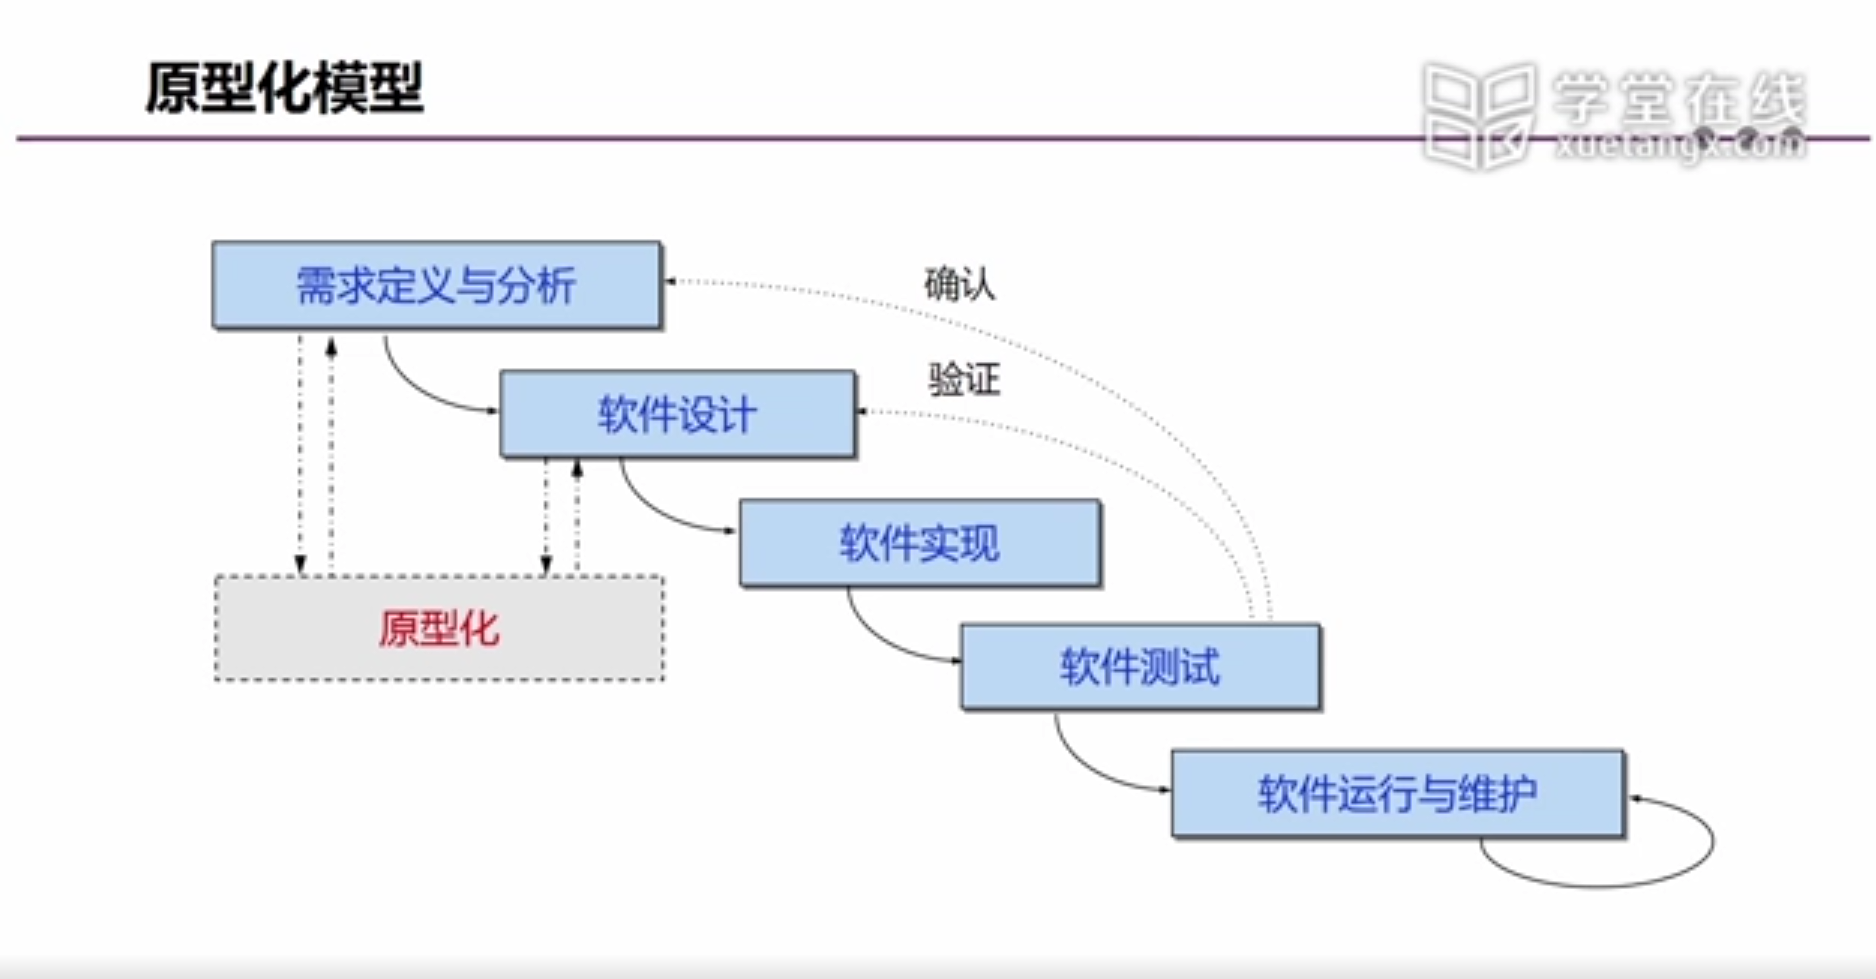 原型化模型
学堂在线
xuetangx.com
需求定义与分析
确认
软件设计
验证
软件实现
原型化
软件测试
软件运行与维护